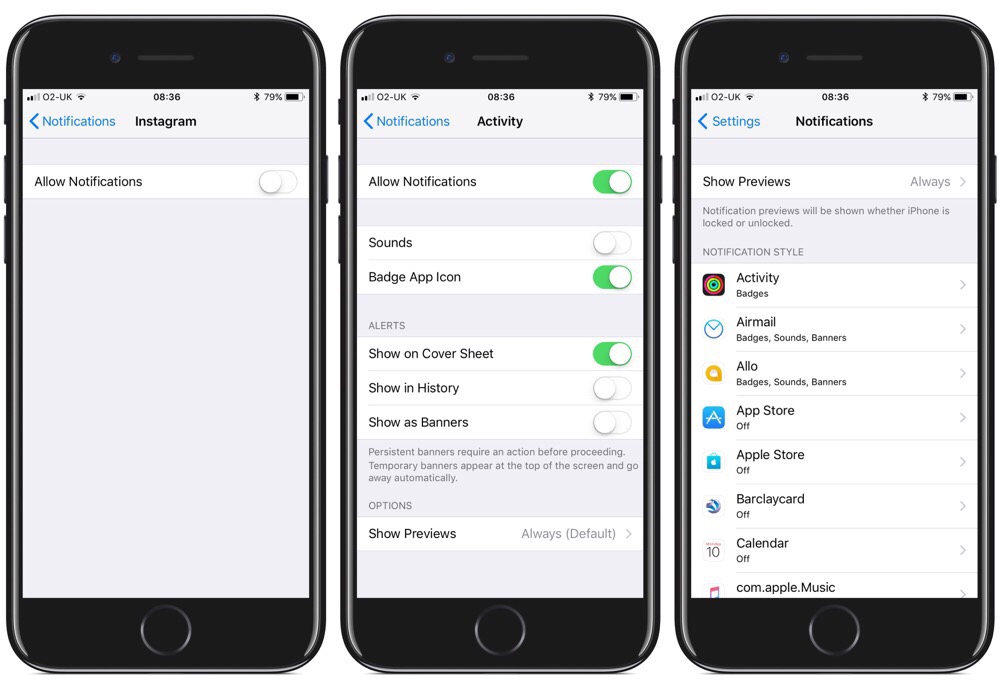 O2-UK 08:36 79%
Notifications Instagram
Allow Notifications
O2-UK 08:36 79%
Notifications Activity
Allow Notifications
Sounds
Badge App Icon
ALERTS
Show on Cover Sheet
Show in History
Show as Banners
Persistent banners require an action before proceeding.
Temporary banners appear at the top of the screen and go
away automatically.
OPTIONS
Show Previews Always (Default)
O2-UK 08:36 79%
Settings Notifications
Show Previews Always
Notification previews will be shown whether iPhone is
locked or unlocked.
NOTIFICATION STYLE
Activity
Badges
Airmail
Badges, Sounds, Banners
Allo
Badges, Sounds, Banners
App Store
Off
Apple Store
Off
Barclaycard
Off
Monday
10
Calendar
Off
com.apple.Music